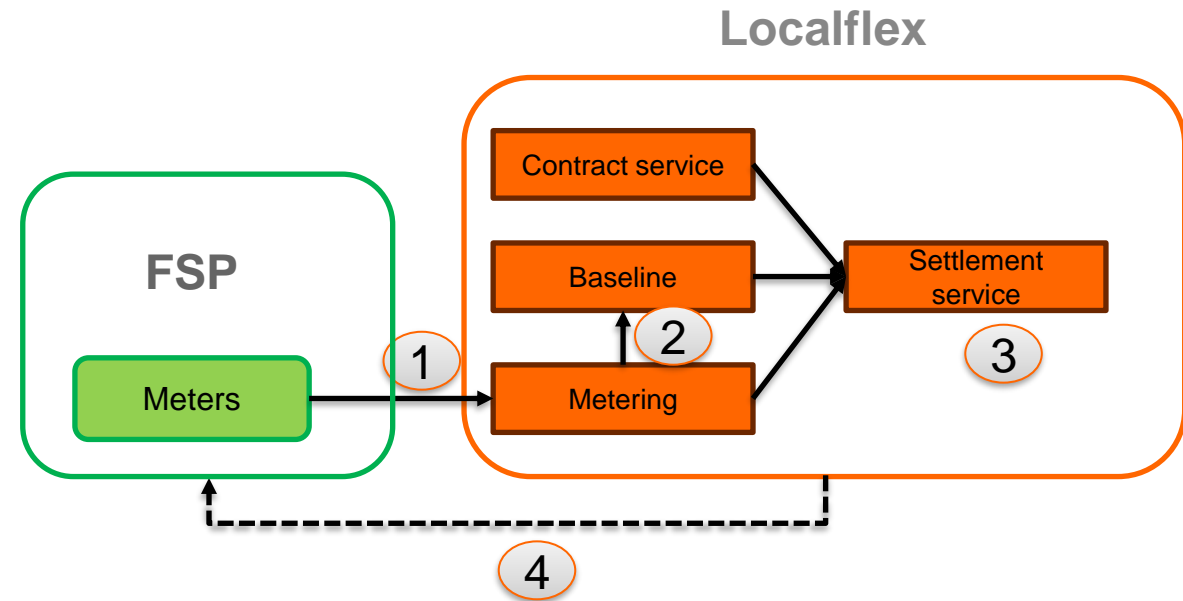 Localflex
Contract service
FSP
Baseline
Settlement
service
1
2
3
Meters
Metering
4